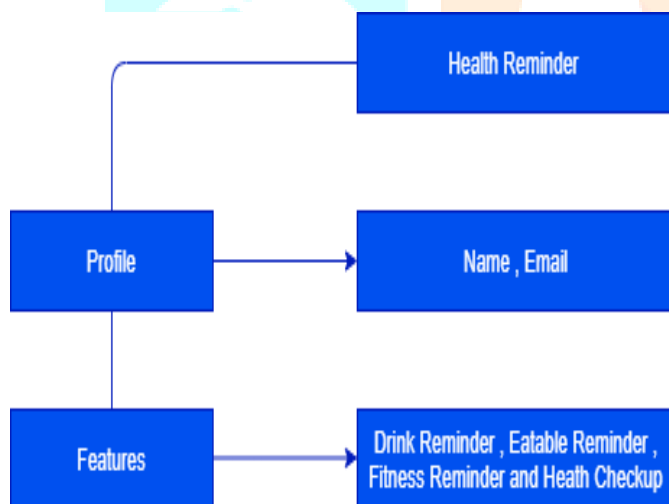 Health Reminder
Profile
Name , Email
Features
Drink Reminder , Eatable Reminder ,
Fitness Reminder and Heath Checkup